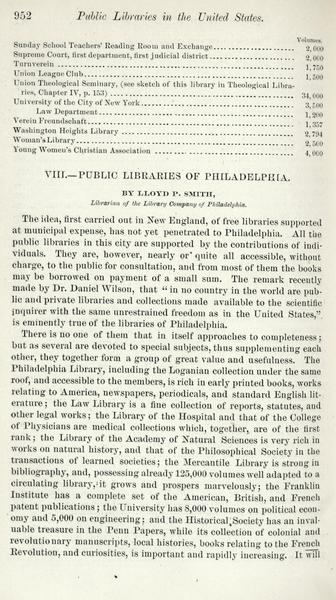 952 Public Libraries in the United States.
Volumes.
Sunday School Teachers' Reading Room and Exchange 2,000
Supreme Court, first department, first judicial district 2,000
Turnverein 1,750
Union League Club 1,500
Union Theological Seminary, (see sketch of this library in Theological Libra-
ries, Chapter IV, p. 153) 34,000
University of the City of New York 3,500
Law Department 1,200
Verein Freundschaft 1,357
Washington Heights Library 2,794
Woman's Library 2,500
Young Women's Christian Association 4,000
VIII.—PUBLIC LIBRARIES OF PHILADELPHIA.
BY LLOYD P. SMITH,
Librarian of the Library Company of Philadelphia.
The idea, first carried out in New England, of free libraries supported
at municipal expense, has not yet penetrated to Philadelphia. All the
public libraries in this city are supported by the contributions of indi-
viduals. They are, however, nearly or quite all accessible, without
charge, to the public for consultation, and from most of them the books
may be borrowed on payment of a small sum. The remark recently
made by Dr. Daniel Wilson, that "in no country in the world are pub-
lic and private libraries and collections made available to the scientific
inquirer with the same unrestrained freedom as in the United States,"
is eminently true of the libraries of Philadelphia.
There is no one of them that in itself approaches to completeness;
but as several are devoted to special subjects, thus supplementing each
other, they together form a group of great value and usefulness. The
Philadelphia Library, including the Loganian collection under the same
roof, and accessible to the members, is rich in early printed books, works
relating to America, newspapers, periodicals, and standard English lit-
erature; the Law Library is a fine collection of reports, statutes, and
other legal works; the Library of the Hospital and that of the College
of Physicians are medical collections which, together, are of the first
rank; the Library of the Academy of Natural Sciences is very rich in
works on natural history, and that of the Philosophical Society in the
transactions of learned societies; the Mercantile Library is strong in
bibliography, and, possessing already 125,000 volumes well adapted to a
circulating library, it grows and prospers marvelously; the Franklin
Institute has a complete set of the American, British, and French
patent publications; the University has 8,000 volumes on political econ-
omy and 5,000 on engineering; and the Historical Society has an inval-
uable treasure in the Penn Papers, while its collection of colonial and
revolutionary manuscripts, local histories, books relating to the French
Revolution, and curiosities, is important and rapidly increasing. It will